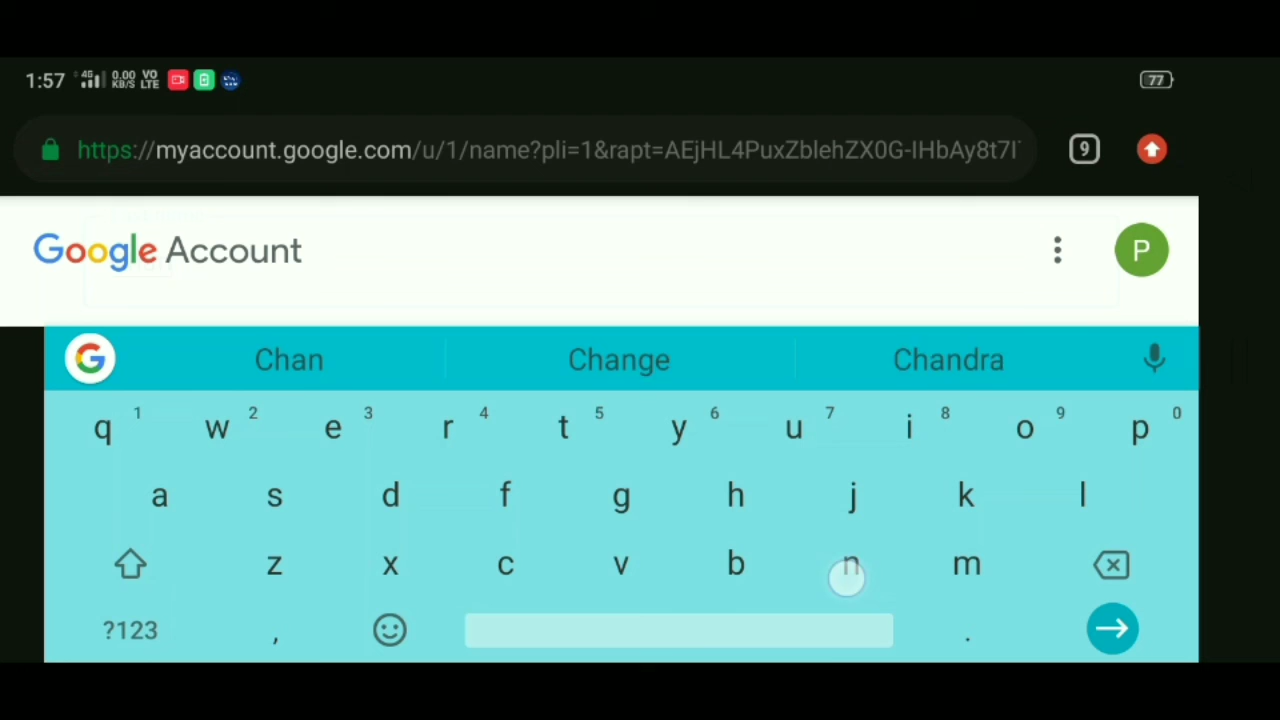 1:57 4G 0.00 KB/S VO LTE 77
https://myaccount.google.com/u/1/name?pli=1&rapt=AEjHL4PuxZblehZX0G-IHbAy8t7I 9
Google Account P
G Chan Change Chandra
q 1 w 2 e 3 r 4 t 5 y 6 u 7 i 8 o 9 p 0
a s d f g h j k l
z x c v b n m
?123 , .